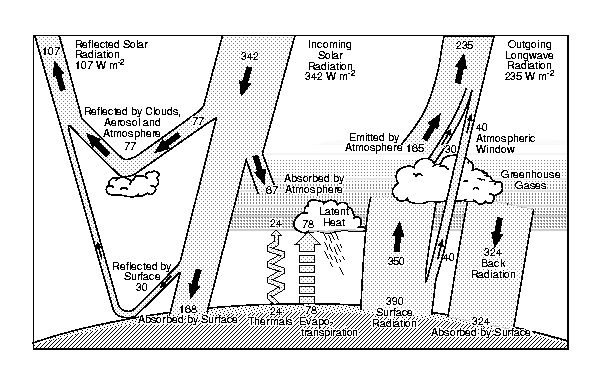 107
Reflected Solar
Radiation
107 W m-2
342
Incoming
Solar
Radiation
342 W m-2
235
Outgoing
Longwave
Radiation
235 W m-2
Reflected by Clouds,
Aerosol and
Atmosphere
77
77
Emitted by
Atmosphere 165
30
40
Atmospheric
Window
Greenhouse
Gases
67
Absorbed by
Atmosphere
Latent
Heat
24
78
350
40
324
Back
Radiation
Reflected by
Surface
30
168
Absorbed by Surface
24
Thermals
78
Evapo-
transpiration
390
Surface
Radiation
324
Absorbed by Surface